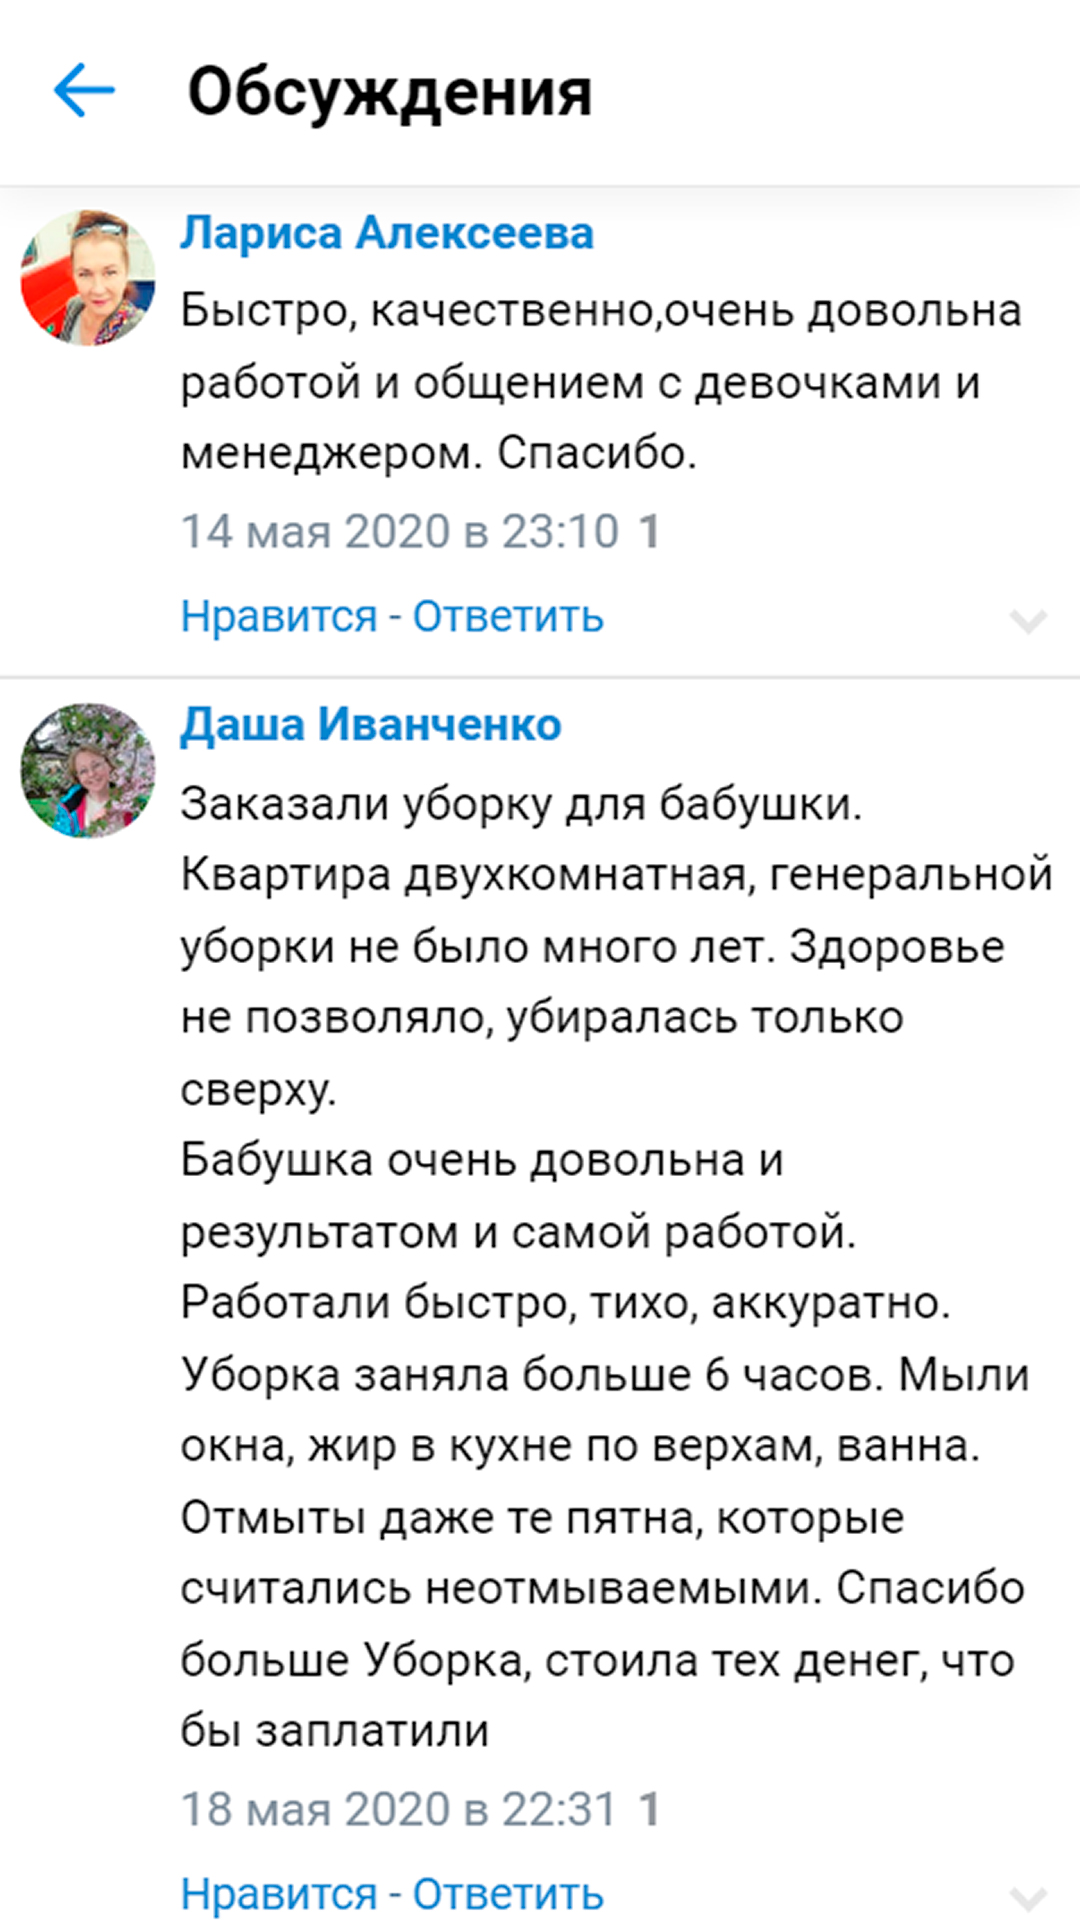 Обсуждения
Лариса Алексеева
Быстро, качественно,очень довольна
работой и общением с девочками и
менеджером. Спасибо.
14 мая 2020 в 23:10 1
Нравится - Ответить
Даша Иванченко
Заказали уборку для бабушки.
Квартира двухкомнатная, генеральной
уборки не было много лет. Здоровье
не позволяло, убиралась только
сверху.
Бабушка очень довольна и
результатом и самой работой.
Работали быстро, тихо, аккуратно.
Уборка заняла больше 6 часов. Мыли
окна, жир в кухне по верхам, ванна.
Отмыты даже те пятна, которые
считались неотмываемыми. Спасибо
больше Уборка, стоила тех денег, что
бы заплатили
18 мая 2020 в 22:31 1
Нравится - Ответить